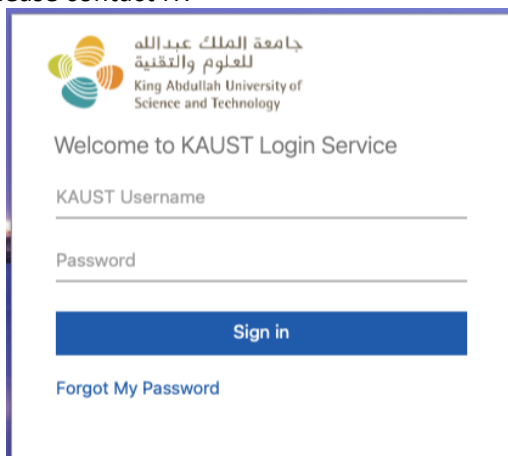 جامعة الملك عبدالله
للعلوم والتقنية
King Abdullah University of
Science and Technology
Welcome to KAUST Login Service
KAUST Username
Password
Sign in
Forgot My Password